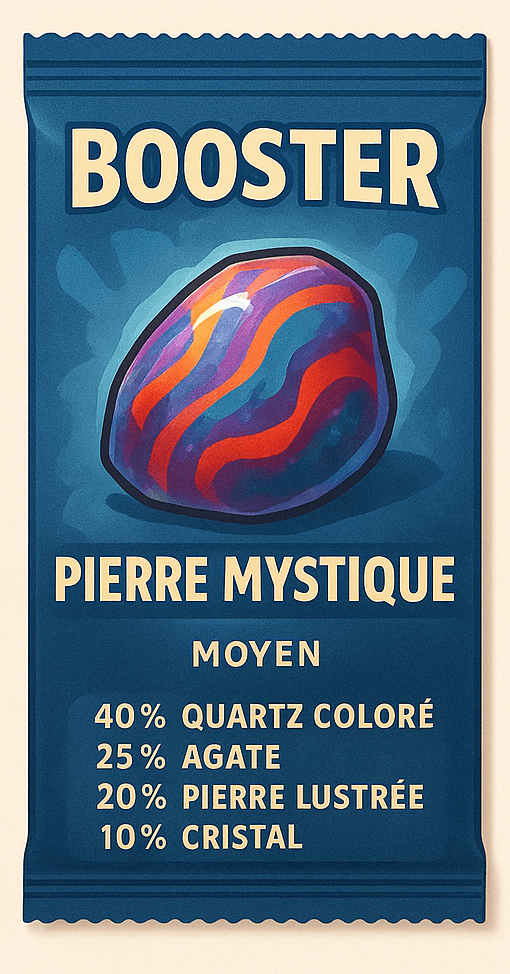 BOOSTER
PIERRE MYSTIQUE
MOYEN
40% QUARTZ COLORÉ
25% AGATE
20% PIERRE LUSTRÉE
10% CRISTAL